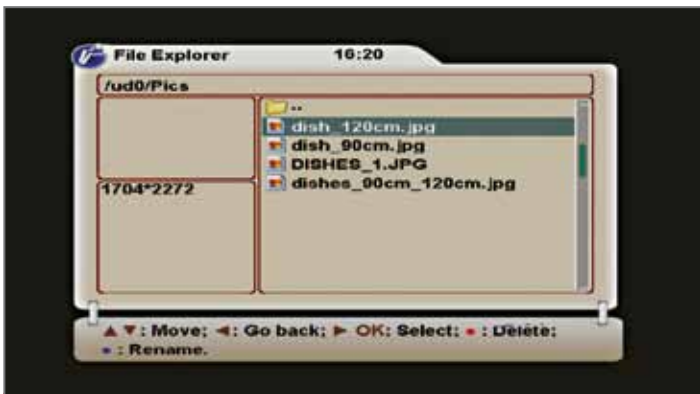 File Explorer 16:20
/ud0/Pics
..
dish_120cm.jpg
dish_90cm.jpg
DISHES_1.JPG
dishes_90cm_120cm.jpg
1704*2272
▲ ▼ : Move; ◄ : Go back; ► OK: Select; ● : Delete;
● : Rename.